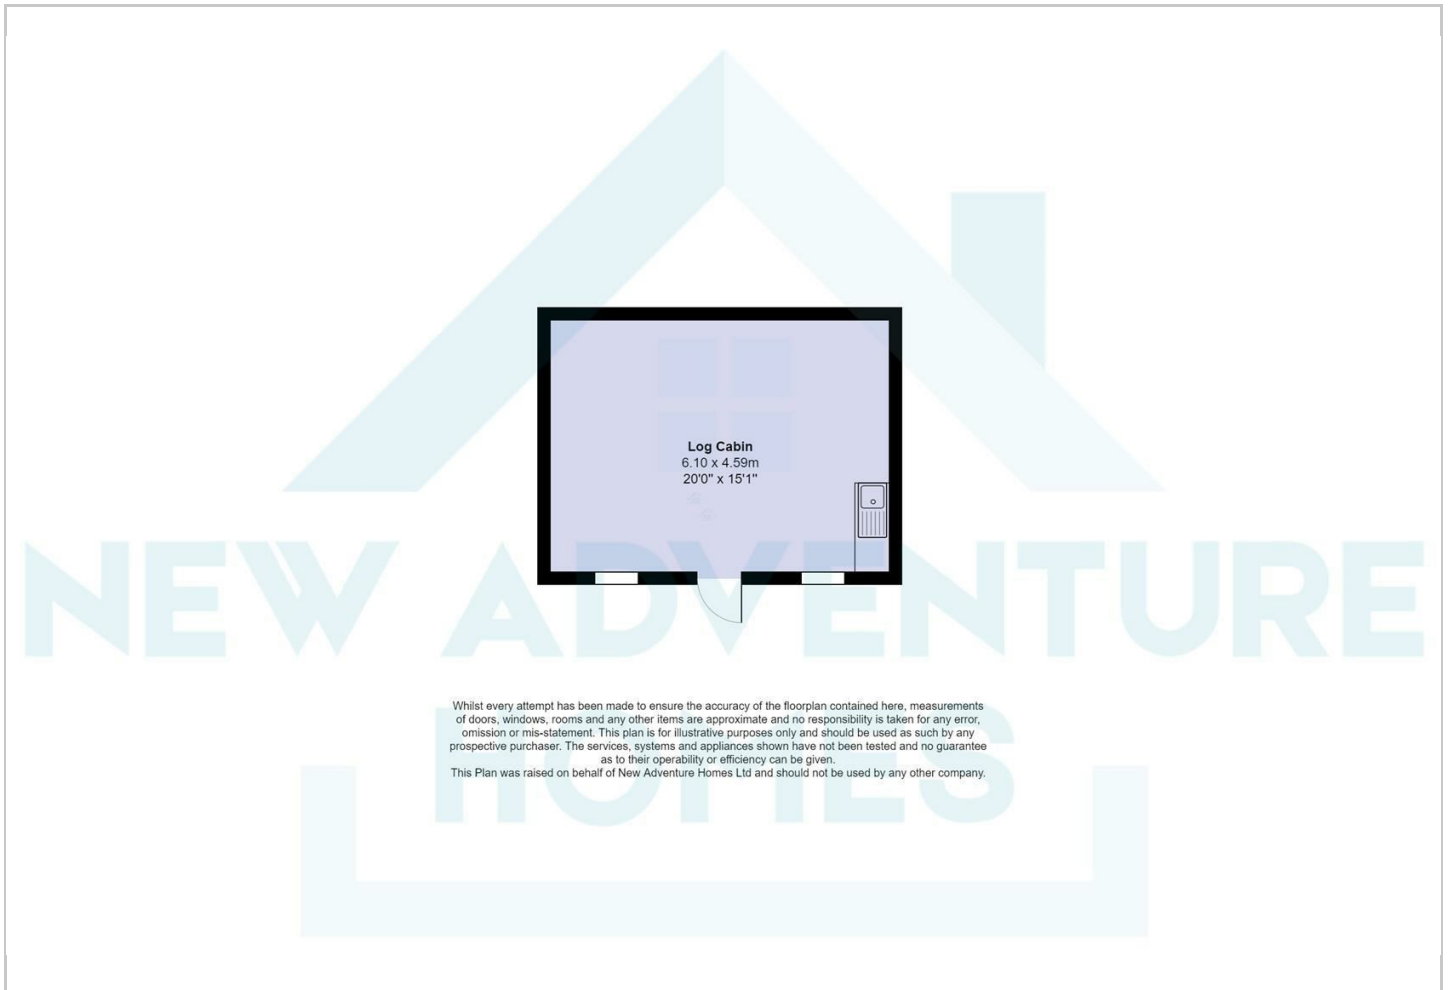 Log Cabin
6.10 x 4.59m
20'0" x 15'1"
NEW ADVENTURE
HOMES
Whilst every attempt has been made to ensure the accuracy of the floorplan contained here, measurements
of doors, windows, rooms and any other items are approximate and no responsibility is taken for any error,
omission or mis-statement. This plan is for illustrative purposes only and should be used as such by any
prospective purchaser. The services, systems and appliances shown have not been tested and no guarantee
as to their operability or efficiency can be given.
This Plan was raised on behalf of New Adventure Homes Ltd and should not be used by any other company.